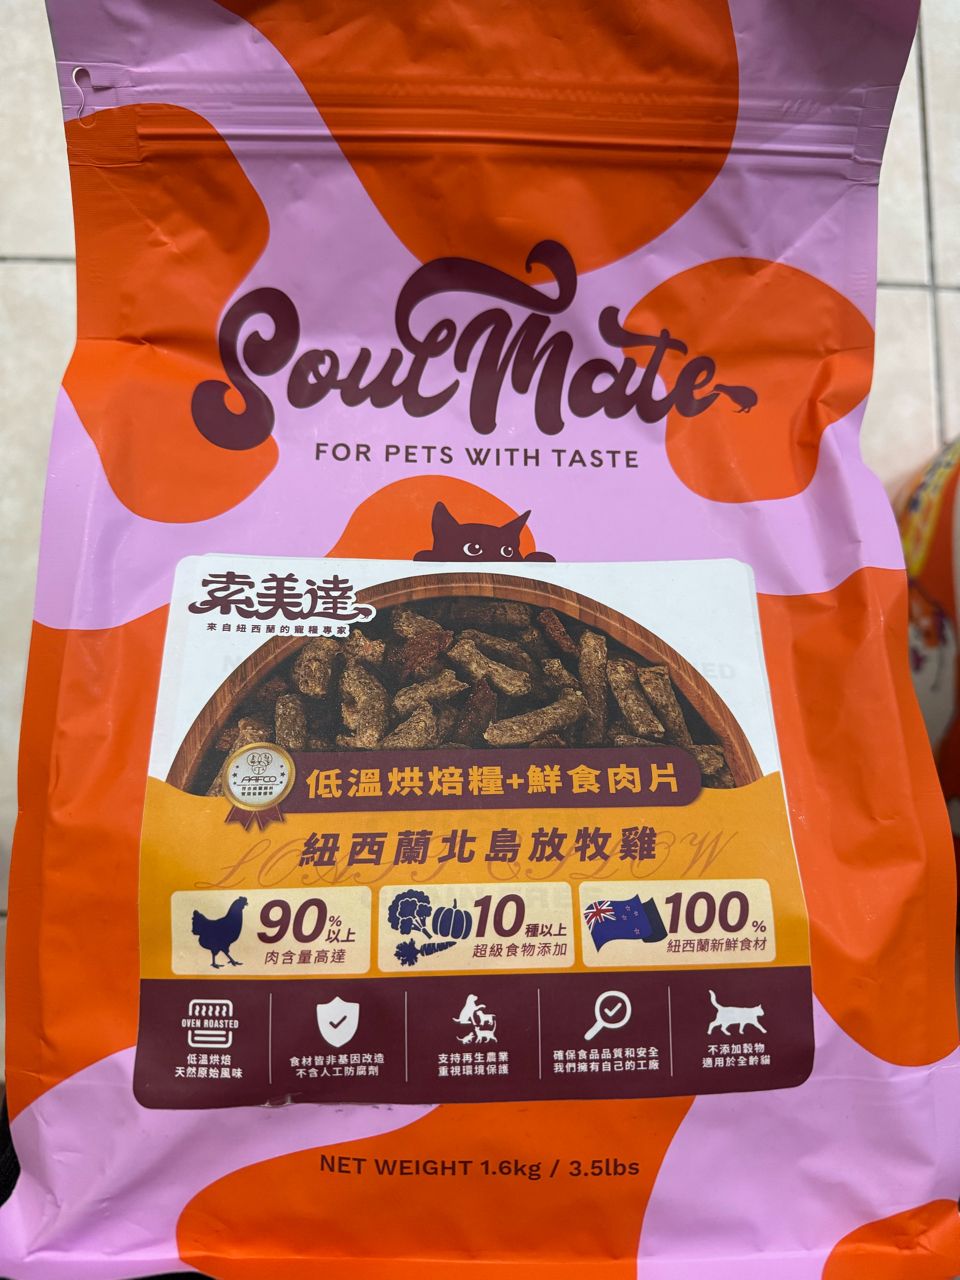 Soul Mate
FOR PETS WITH TASTE
索美達
來自紐西蘭的寵糧專家
AAFCO
低溫烘焙糧+鮮食肉片
紐西蘭北島放牧雞
90%以上
肉含量高達
10種以上
超級食物添加
100%
紐西蘭新鮮食材
OVEN ROASTED
低溫烘焙
天然原始風味
食材皆非基因改造
不含人工防腐劑
支持再生農業
重視環境保護
確保食品品質和安全
我們擁有自己的工廠
不添加穀物
適用於全齡貓
NET WEIGHT 1.6kg / 3.5lbs